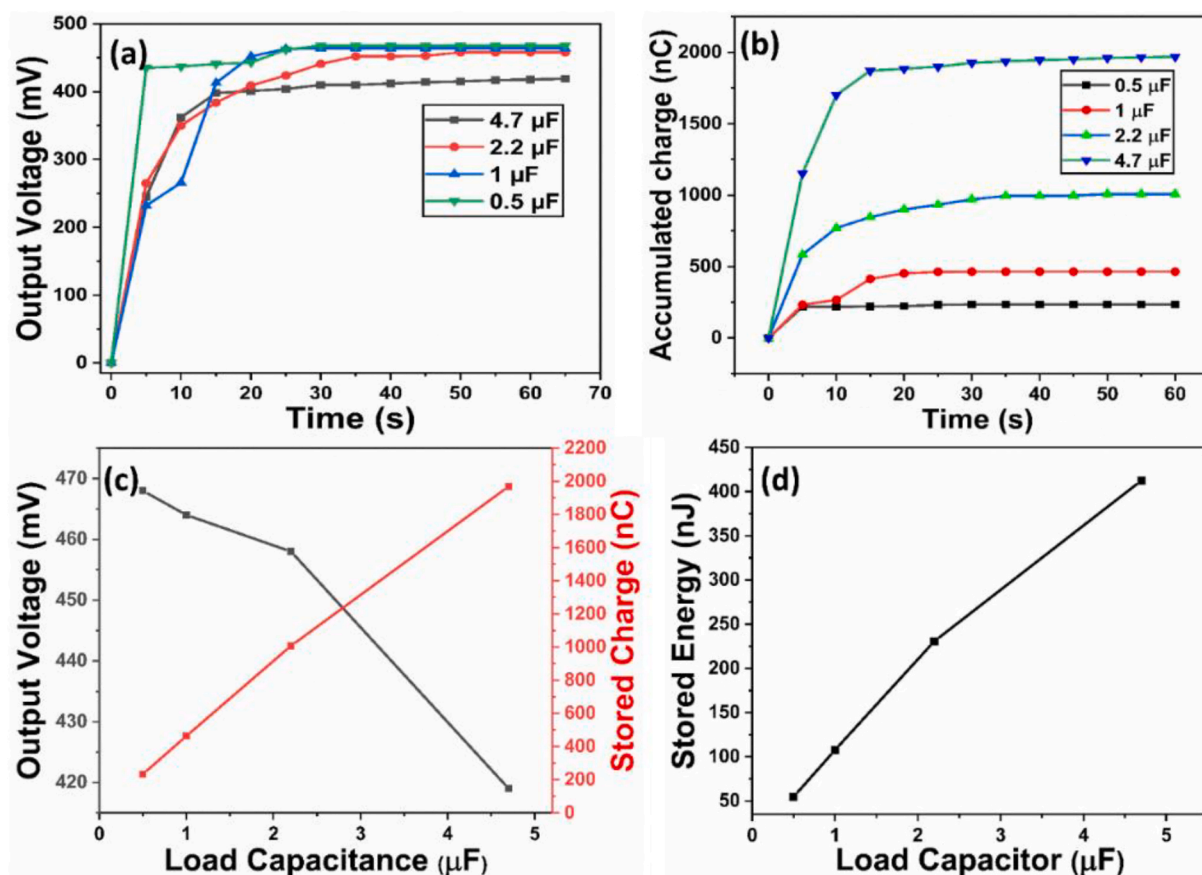 (a)
Output Voltage (mV)
500
400
300
200
100
0
4.7 μF
2.2 μF
1 μF
0.5 μF
0 10 20 30 40 50 60 70
Time (s)
(b)
Accumulated charge (nC)
2000
1500
1000
500
0
0.5 μF
1 μF
2.2 μF
4.7 μF
0 10 20 30 40 50 60
Time (s)
(c)
Output Voltage (mV)
470
460
450
440
430
420
2200
2000
1800
1600
1400
1200
1000
800
600
400
200
0
Stored Charge (nC)
0 1 2 3 4 5
Load Capacitance (μF)
(d)
Stored Energy (nJ)
450
400
350
300
250
200
150
100
50
0 1 2 3 4 5
Load Capacitor (μF)